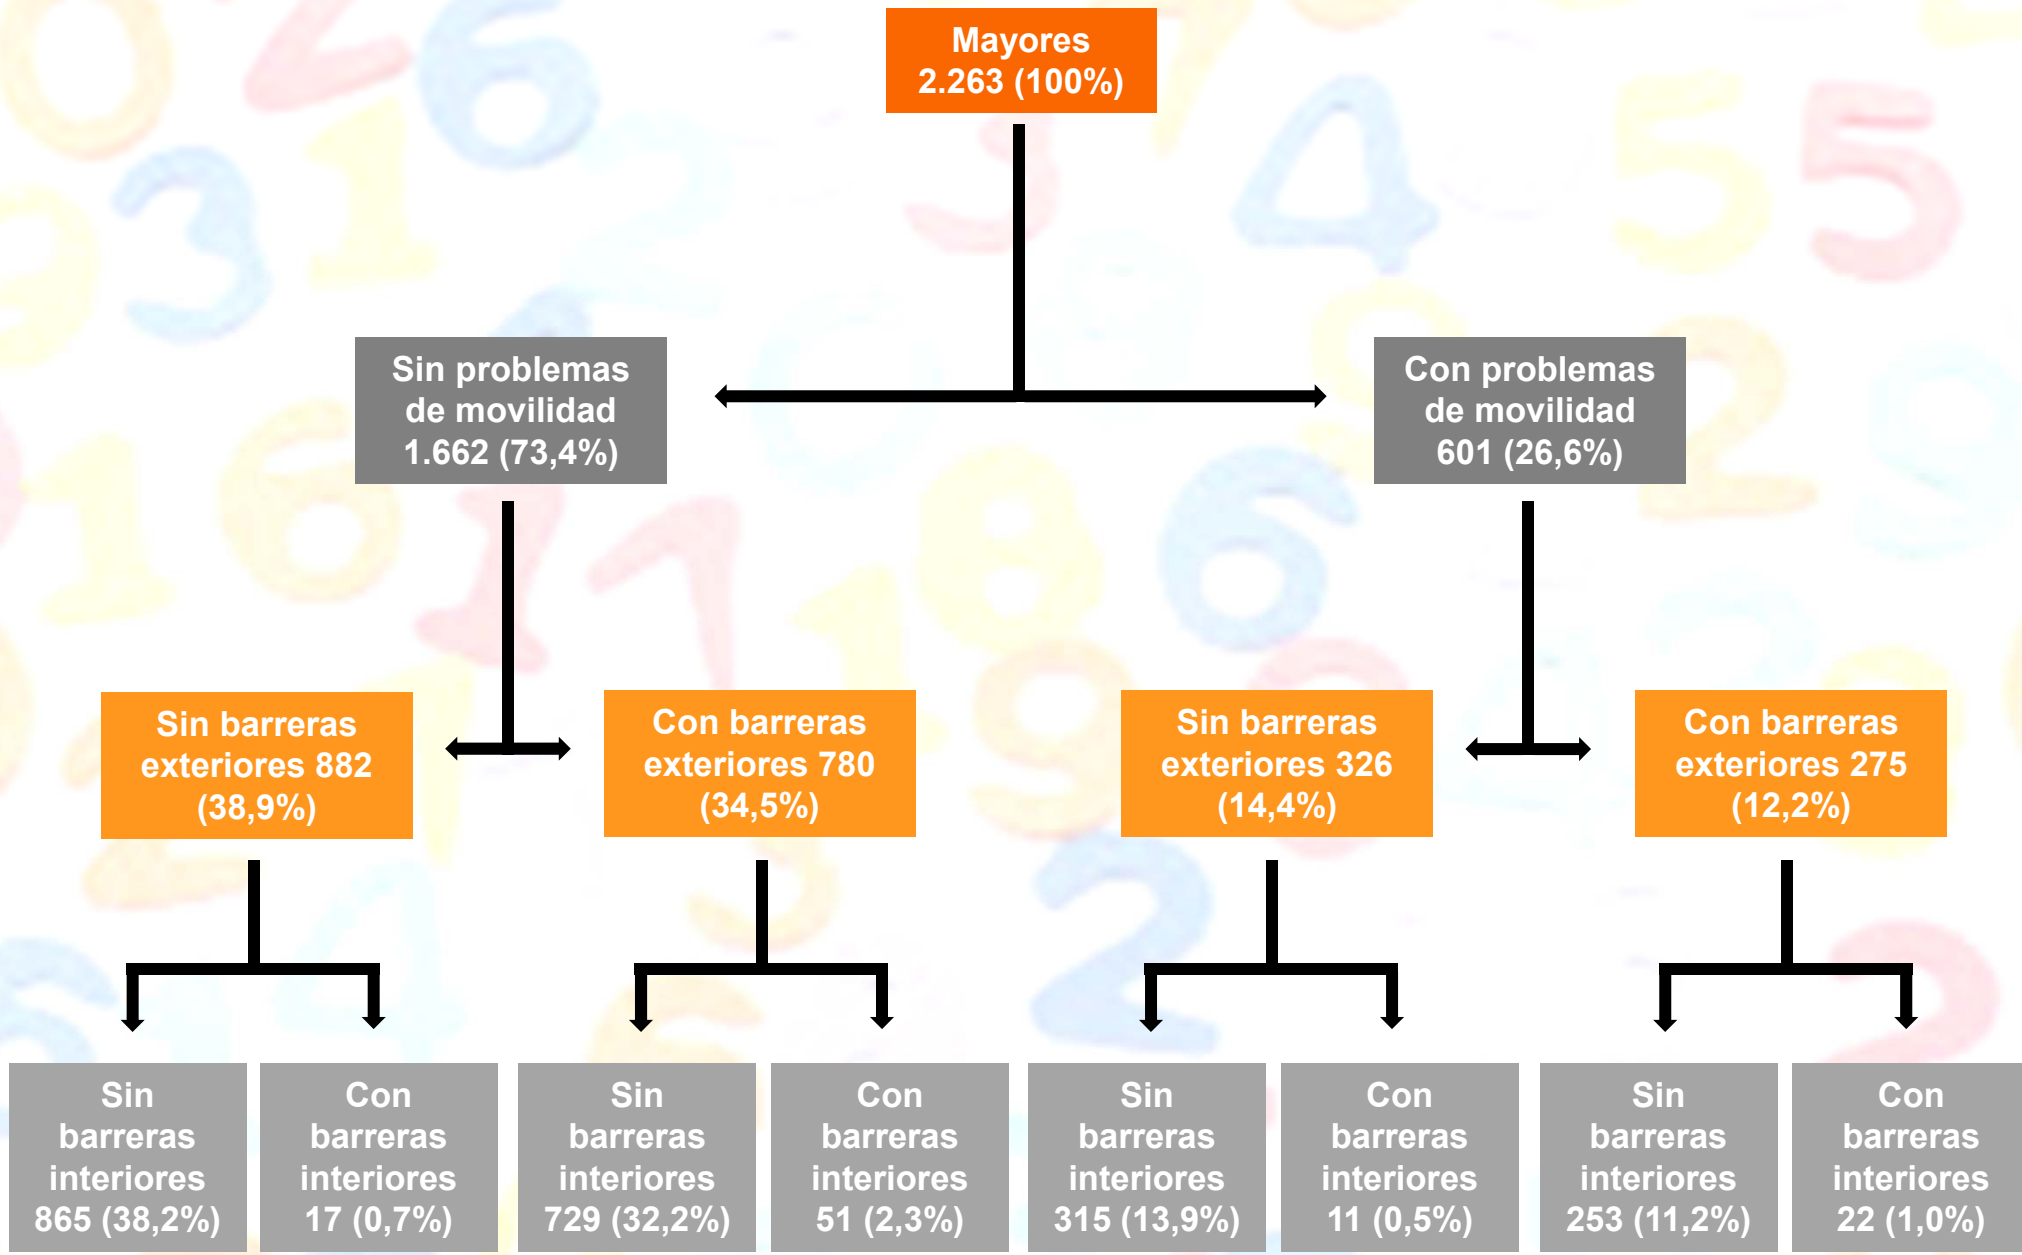 Mayores
2.263 (100%)
Sin problemas
de movilidad
1.662 (73,4%)
Con problemas
de movilidad
601 (26,6%)
Sin barreras
exteriores 882
(38,9%)
Con barreras
exteriores 780
(34,5%)
Sin barreras
exteriores 326
(14,4%)
Con barreras
exteriores 275
(12,2%)
Sin
barreras
interiores
865 (38,2%)
Con
barreras
interiores
17 (0,7%)
Sin
barreras
interiores
729 (32,2%)
Con
barreras
interiores
51 (2,3%)
Sin
barreras
interiores
315 (13,9%)
Con
barreras
interiores
11 (0,5%)
Sin
barreras
interiores
253 (11,2%)
Con
barreras
interiores
22 (1,0%)